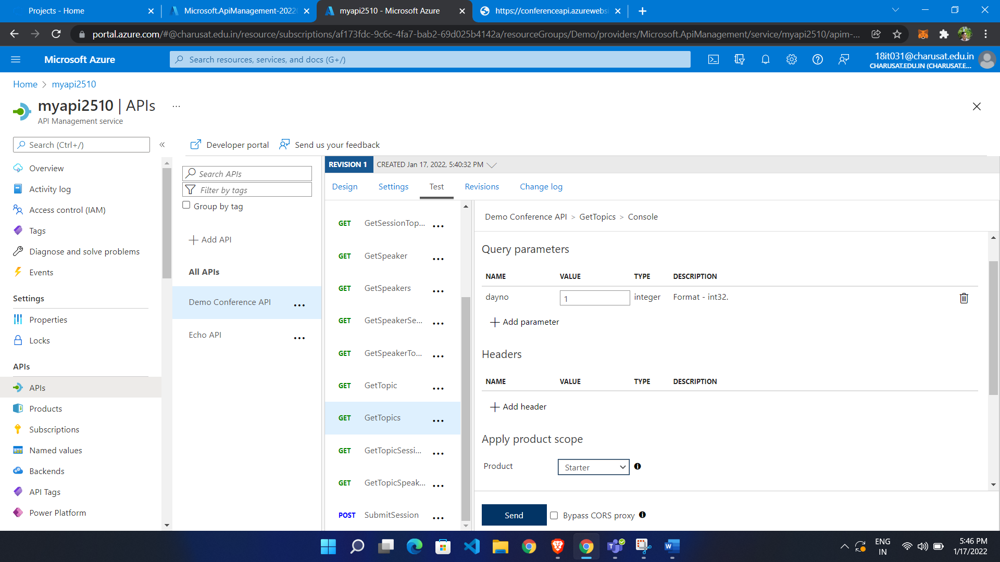 Projects - Home
Microsoft.ApiManagement-2022
myapi2510 - Microsoft Azure
https://conferenceapi.azurewebsi
portal.azure.com/#@charusat.edu.in/resource/subscriptions/af173fdc-9c6c-4fa7-bab2-69d025b4142a/resourceGroups/Demo/providers/Microsoft.ApiManagement/service/myapi2510/apim-...
Microsoft Azure
Search resources, services, and docs (G+/)
18it031@charusat.edu.in
CHARUSAT.EDU.IN (CHARUSAT.E...
Home > myapi2510
myapi2510 | APIs ...
API Management service
Search (Ctrl+/)
«
Overview
Activity log
Access control (IAM)
Tags
Diagnose and solve problems
Events
Settings
Properties
Locks
APIs
APIs
Products
Subscriptions
Named values
Backends
API Tags
Power Platform
Developer portal
Send us your feedback
Search APIs
Filter by tags
Group by tag
+ Add API
All APIs
Demo Conference API ...
Echo API ...
REVISION 1 CREATED Jan 17, 2022, 5:40:32 PM
Design Settings Test Revisions Change log
GET GetSessionTop... ...
GET GetSpeaker ...
GET GetSpeakers ...
GET GetSpeakerSe... ...
GET GetSpeakerTo... ...
GET GetTopic ...
GET GetTopics ...
GET GetTopicSessi... ...
GET GetTopicSpeak... ...
POST SubmitSession ...
Demo Conference API > GetTopics > Console
Query parameters
NAME VALUE TYPE DESCRIPTION
dayno 1 integer Format - int32.
+ Add parameter
Headers
NAME VALUE TYPE DESCRIPTION
+ Add header
Apply product scope
Product Starter
Send Bypass CORS proxy
ENG
IN
5:46 PM
1/17/2022